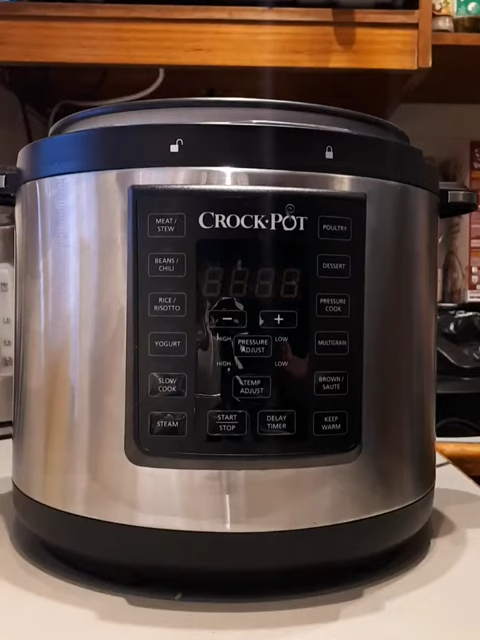 CROCK·POT
MEAT /
STEW
POULTRY
BEANS /
CHILI
DESSERT
RICE /
RISOTTO
PRESSURE
COOK
− +
YOGURT
HIGH
PRESSURE
ADJUST
LOW
MULTIGRAIN
HIGH
LOW
SLOW
COOK
TEMP
ADJUST
BROWN /
SAUTE
STEAM
START
STOP
DELAY
TIMER
KEEP
WARM